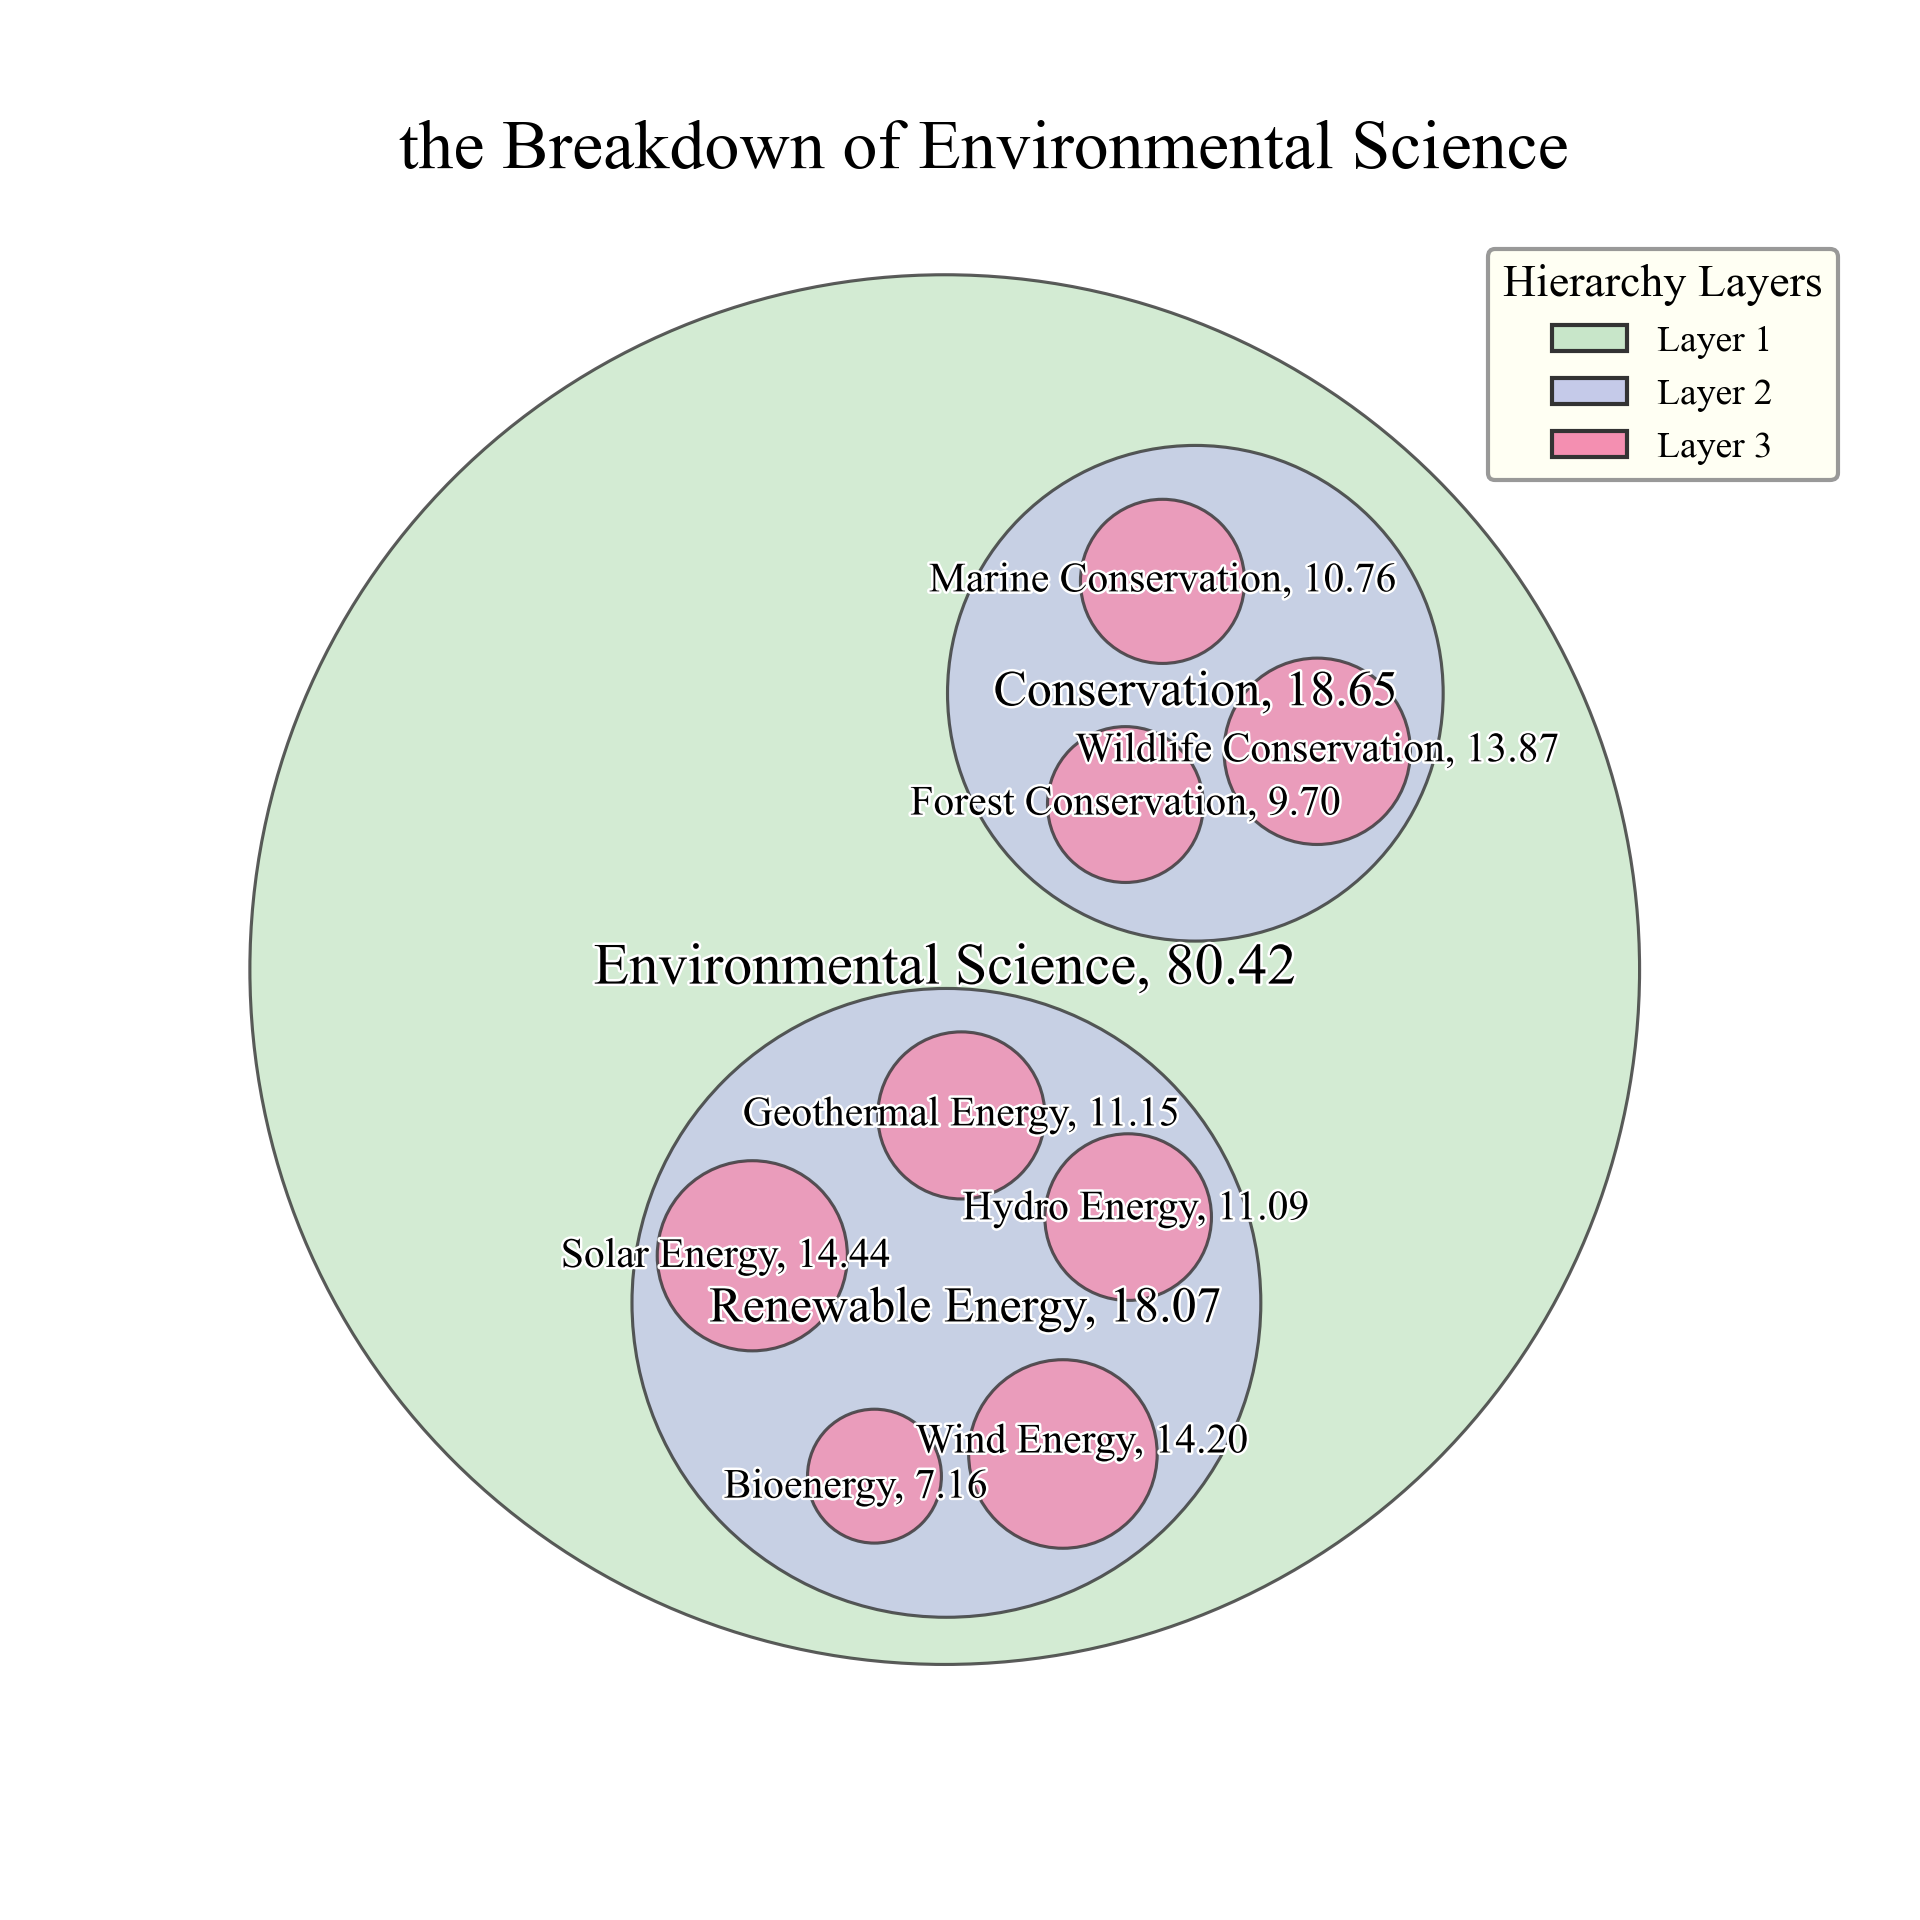 the Breakdown of Environmental Science
Hierarchy Layers
Layer 1
Layer 2
Layer 3
Marine Conservation, 10.76
Conservation, 18.65
Wildlife Conservation, 13.87
Forest Conservation, 9.70
Environmental Science, 80.42
Geothermal Energy, 11.15
Hydro Energy, 11.09
Solar Energy, 14.44
Renewable Energy, 18.07
Wind Energy, 14.20
Bioenergy, 7.16